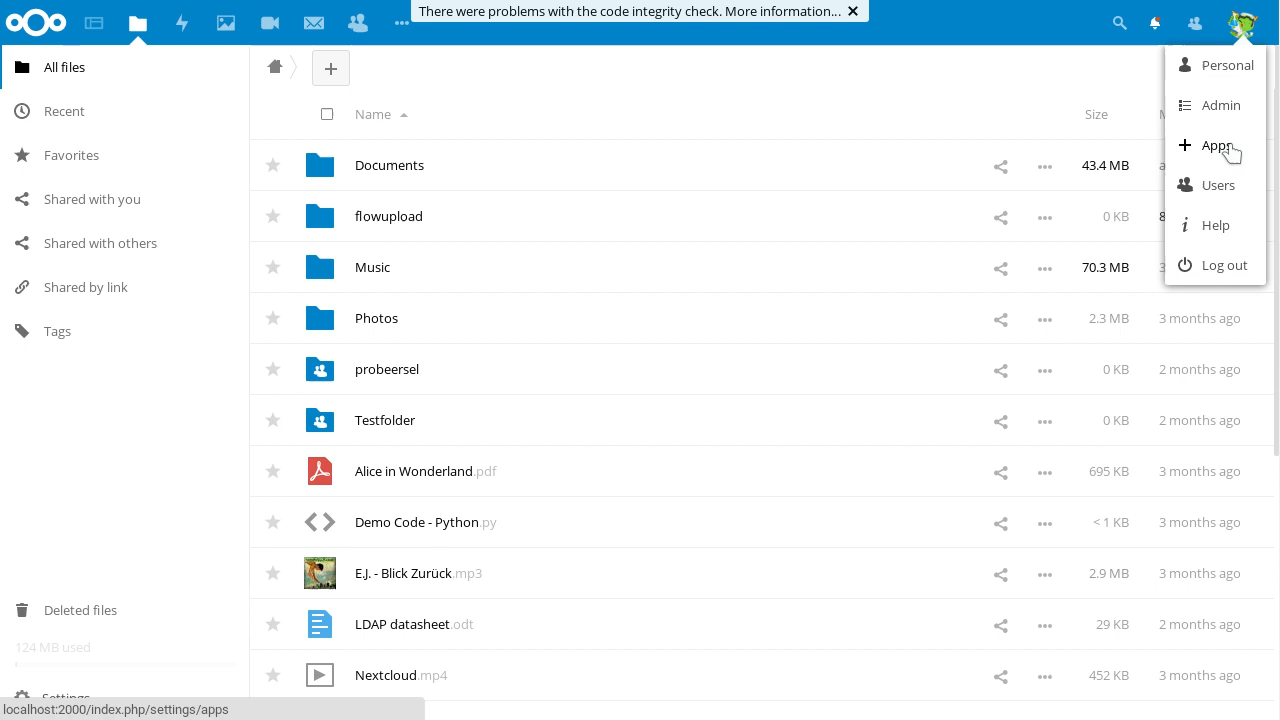 There were problems with the code integrity check. More information...
All files
Recent
Favorites
Shared with you
Shared with others
Shared by link
Tags
Deleted files
124 MB used
Settings
localhost:2000/index.php/settings/apps
Name
Size
Documents 43.4 MB
flowupload 0 KB
Music 70.3 MB
Photos 2.3 MB 3 months ago
probeersel 0 KB 2 months ago
Testfolder 0 KB 2 months ago
Alice in Wonderland.pdf 695 KB 3 months ago
Demo Code - Python.py < 1 KB 3 months ago
E.J. - Blick Zurück.mp3 2.9 MB 3 months ago
LDAP datasheet.odt 29 KB 2 months ago
Nextcloud.mp4 452 KB 3 months ago
Personal
Admin
Apps
Users
Help
Log out